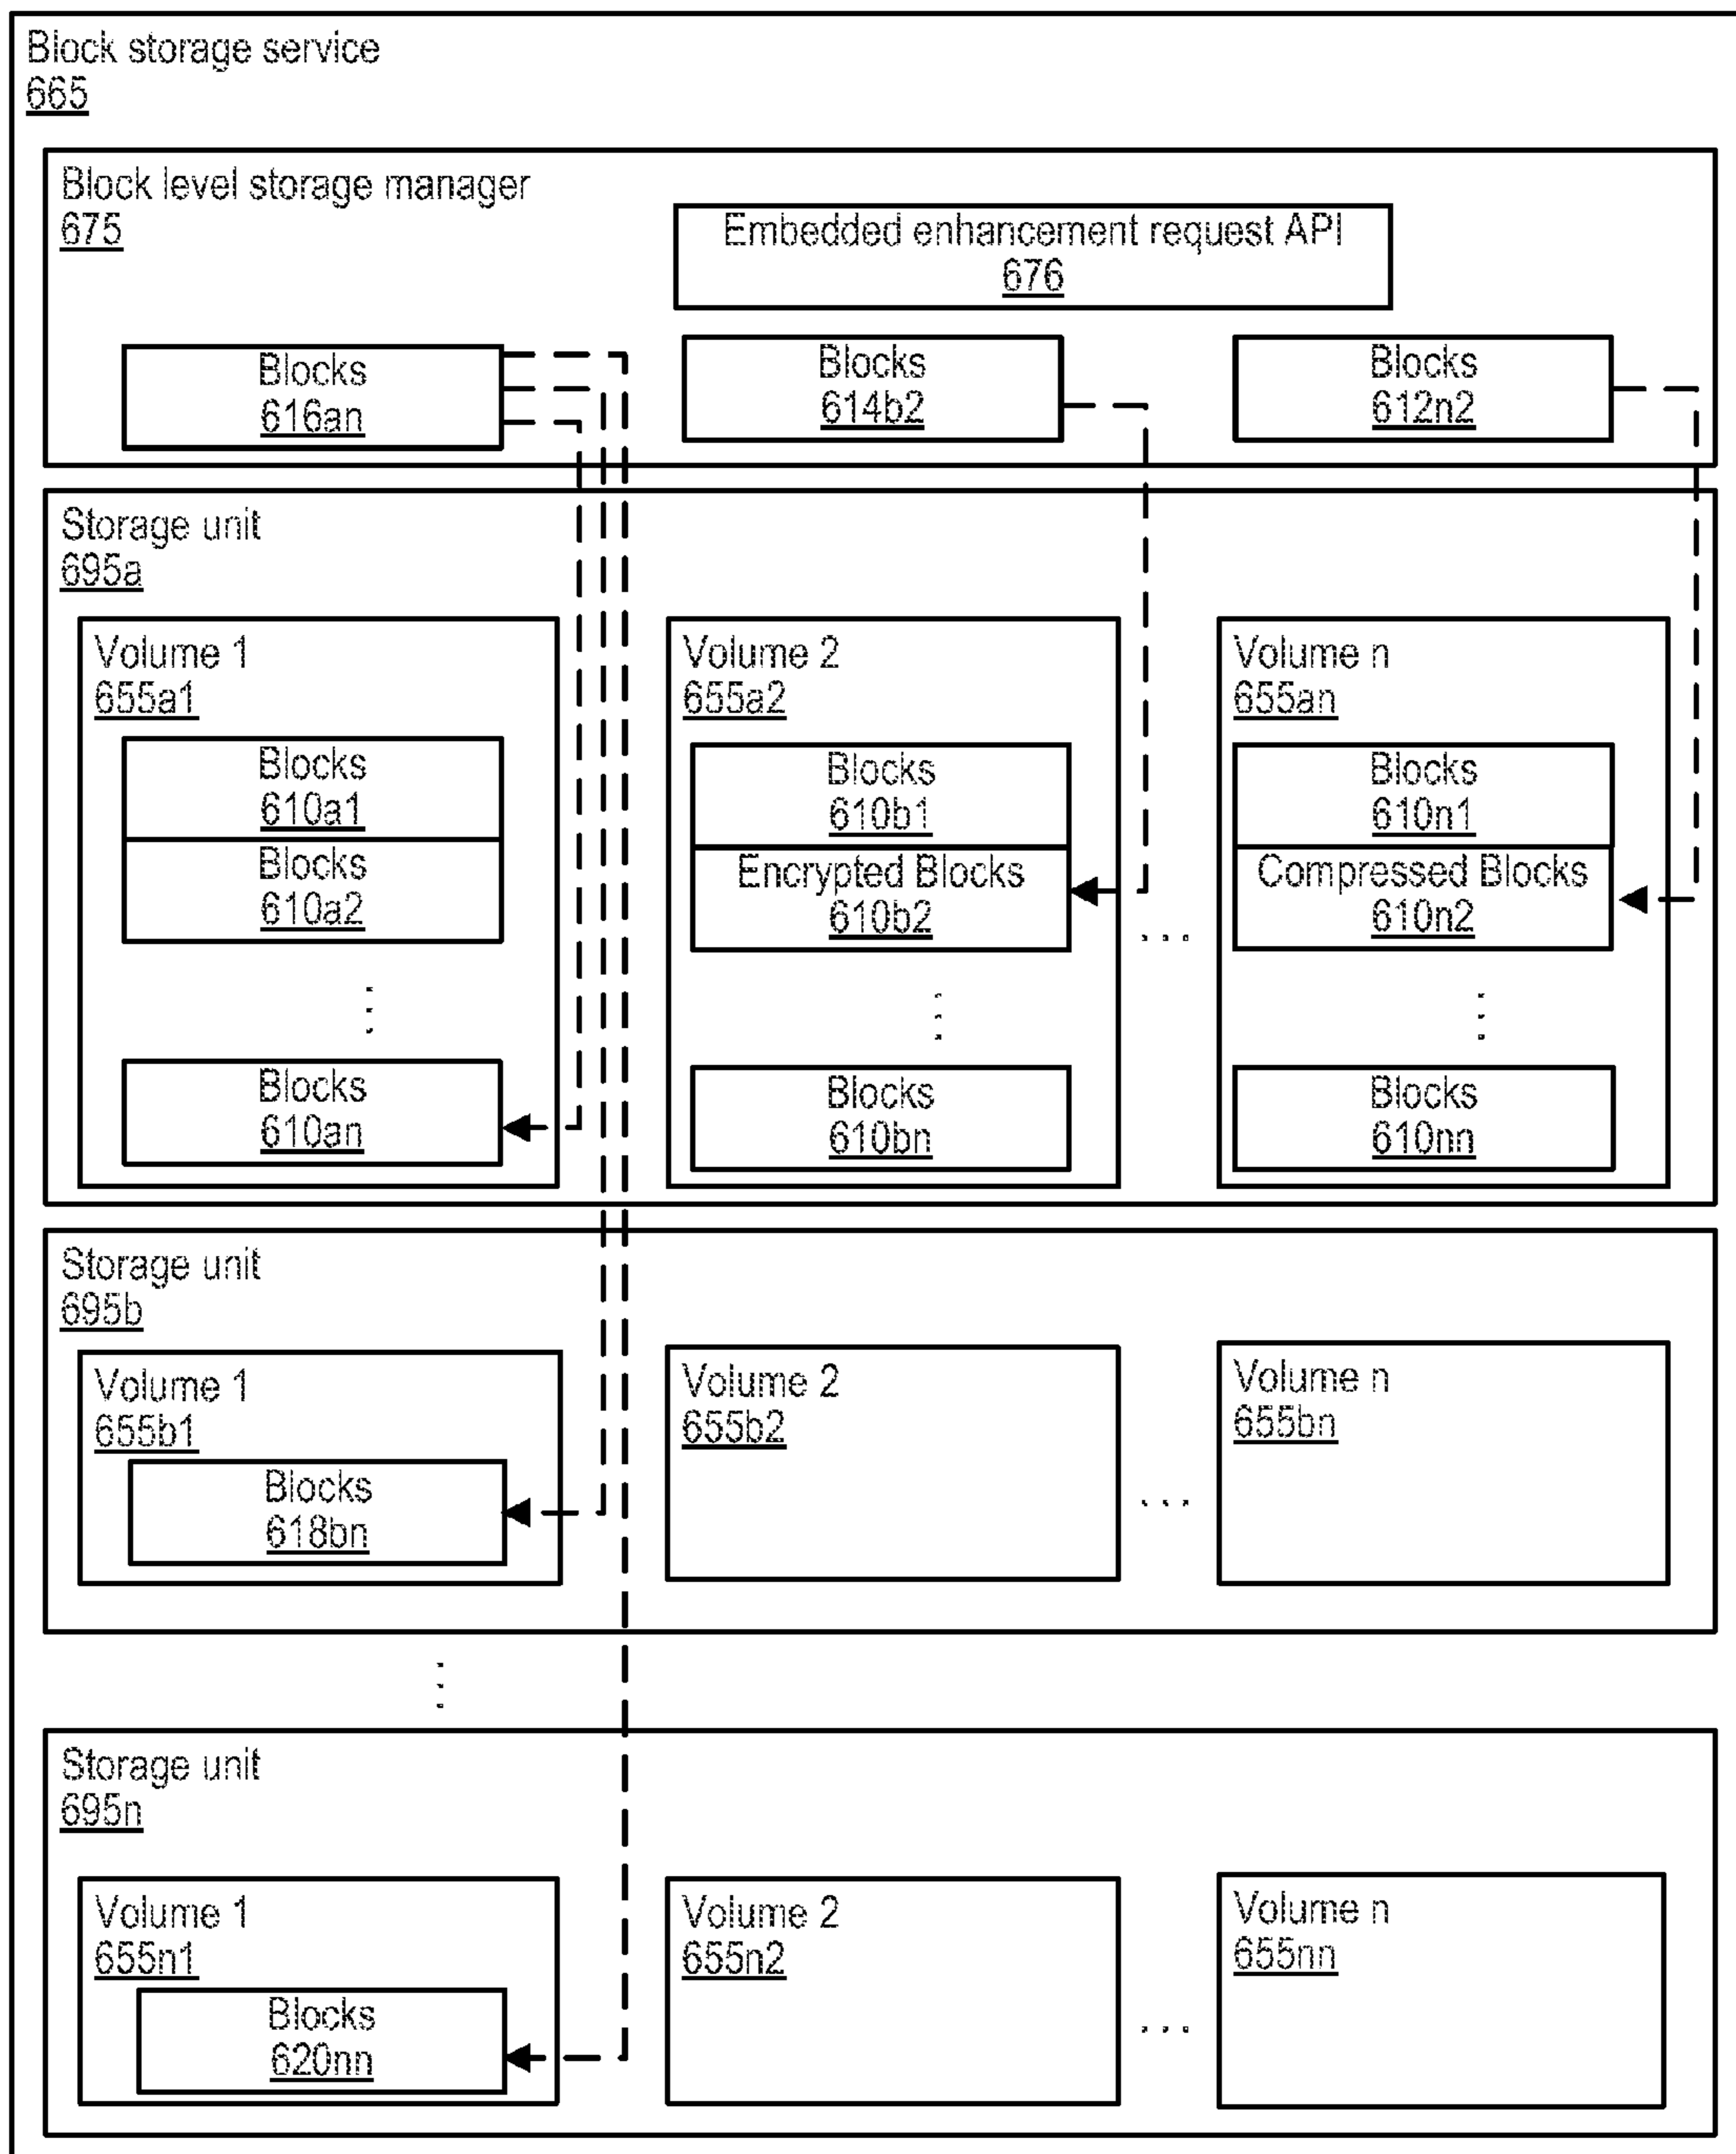 Block storage service
665
Block level storage manager
675
Embedded enhancement request API
676
Blocks
616an
Blocks
614b2
Blocks
612n2
Storage unit
695a
Volume 1
655a1
Blocks
610a1
Blocks
610a2
⋮
Blocks
610an
Volume 2
655a2
Blocks
610b1
Encrypted Blocks
610b2
⋮
Blocks
610bn
...
Volume n
655an
Blocks
610n1
Compressed Blocks
610n2
⋮
Blocks
610nn
Storage unit
695b
Volume 1
655b1
Blocks
618bn
Volume 2
655b2
...
Volume n
655bn
⋮
Storage unit
695n
Volume 1
655n1
Blocks
620nn
Volume 2
655n2
...
Volume n
655nn